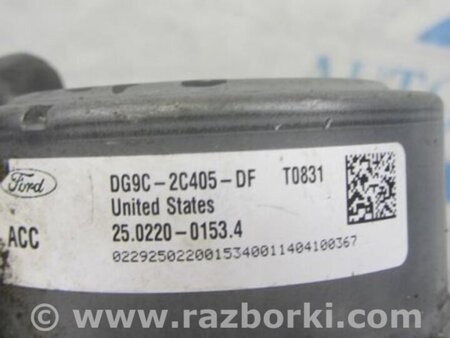 Ford DG9C-2C405-DF T0831
United States
ACC 25.0220-0153.4
0229250220015340011404100367
© www.razborki.com